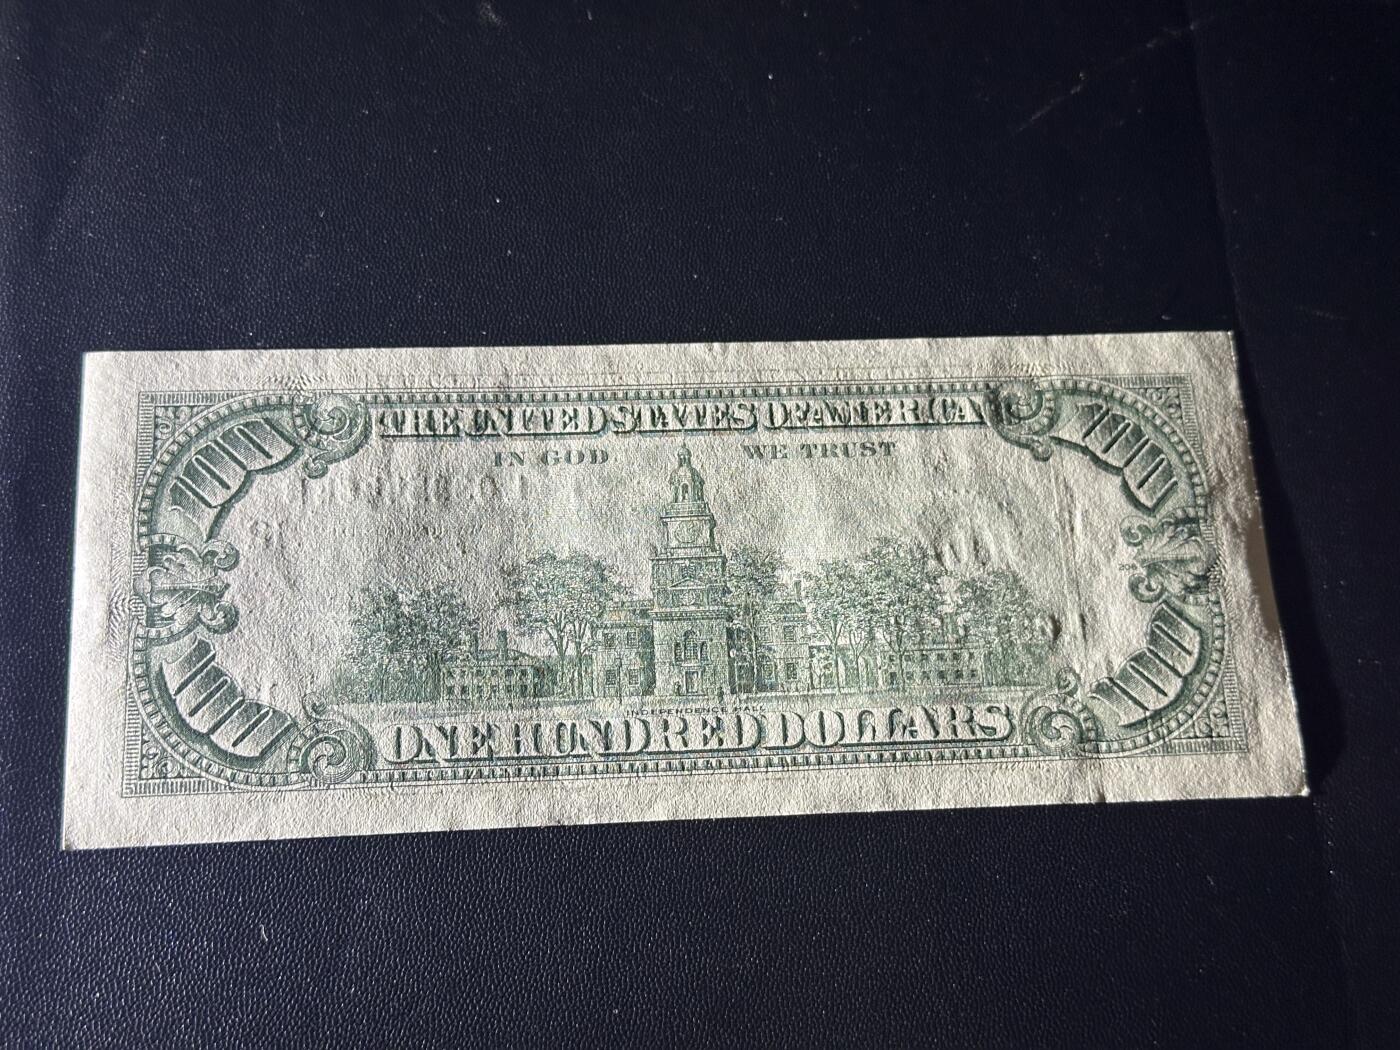 100 THE UNITED STATES OF AMERICA 100
IN GOD WE TRUST
INDEPENDENCE HALL
100 ONE HUNDRED DOLLARS 100